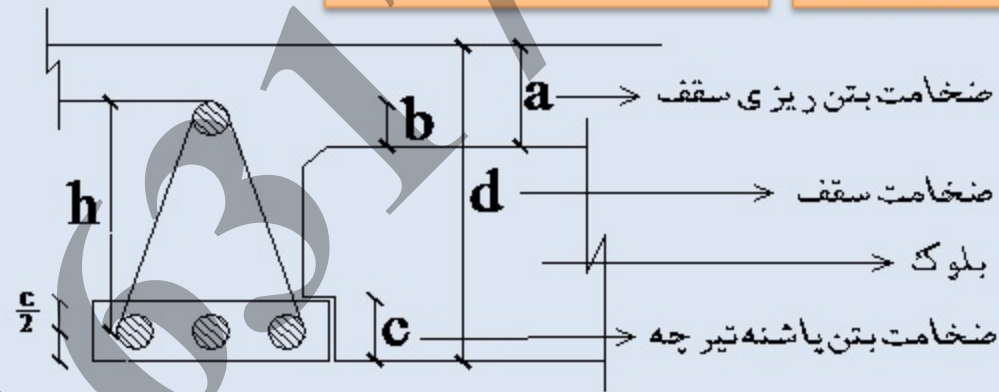 a
ضخامت بتن ریزی سقف
b
h
d
ضخامت سقف
بلوک
c/2
c
ضخامت بتن پاشنه تیرچه